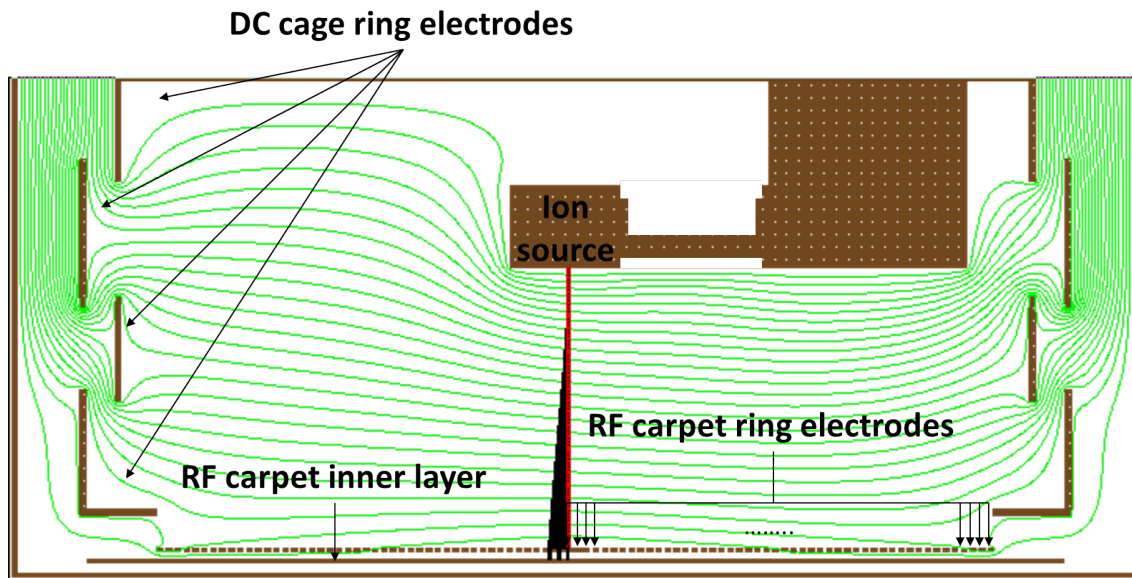 DC cage ring electrodes
Ion
source
RF carpet ring electrodes
RF carpet inner layer
........